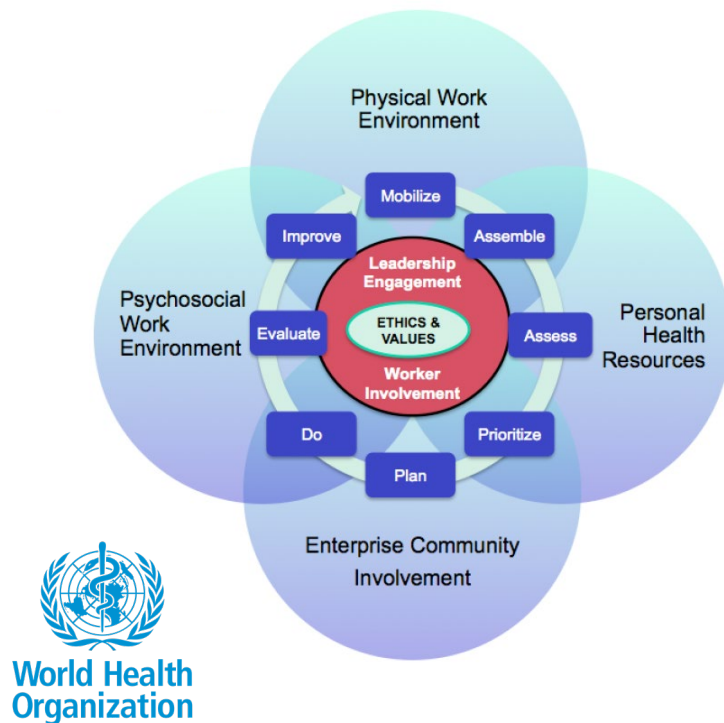 Physical Work
Environment
Mobilize
Improve
Assemble
Leadership
Engagement
Psychosocial
Work
Environment
Evaluate
ETHICS &
VALUES
Assess
Personal
Health
Resources
Worker
Involvement
Do
Prioritize
Plan
Enterprise Community
Involvement
World Health
Organization